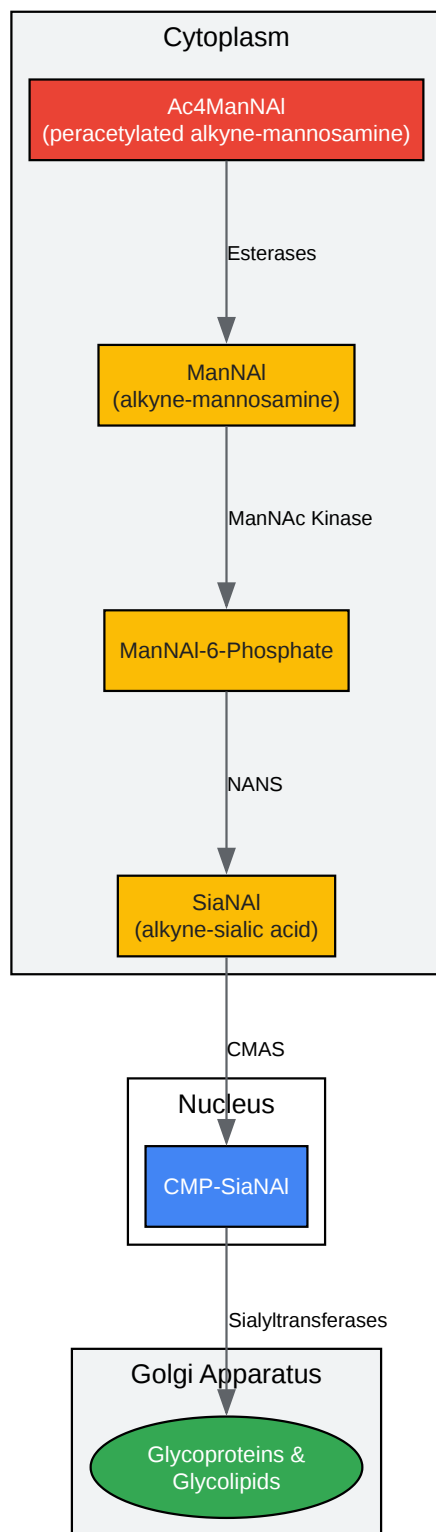 Cytoplasm
Ac4ManNAl
(peracetylated alkyne-mannosamine)
Esterases
ManNAl
(alkyne-mannosamine)
ManNAc Kinase
ManNAl-6-Phosphate
NANS
SiaNAl
(alkyne-sialic acid)
CMAS
Nucleus
CMP-SiaNAl
Sialyltransferases
Golgi Apparatus
Glycoproteins &
Glycolipids